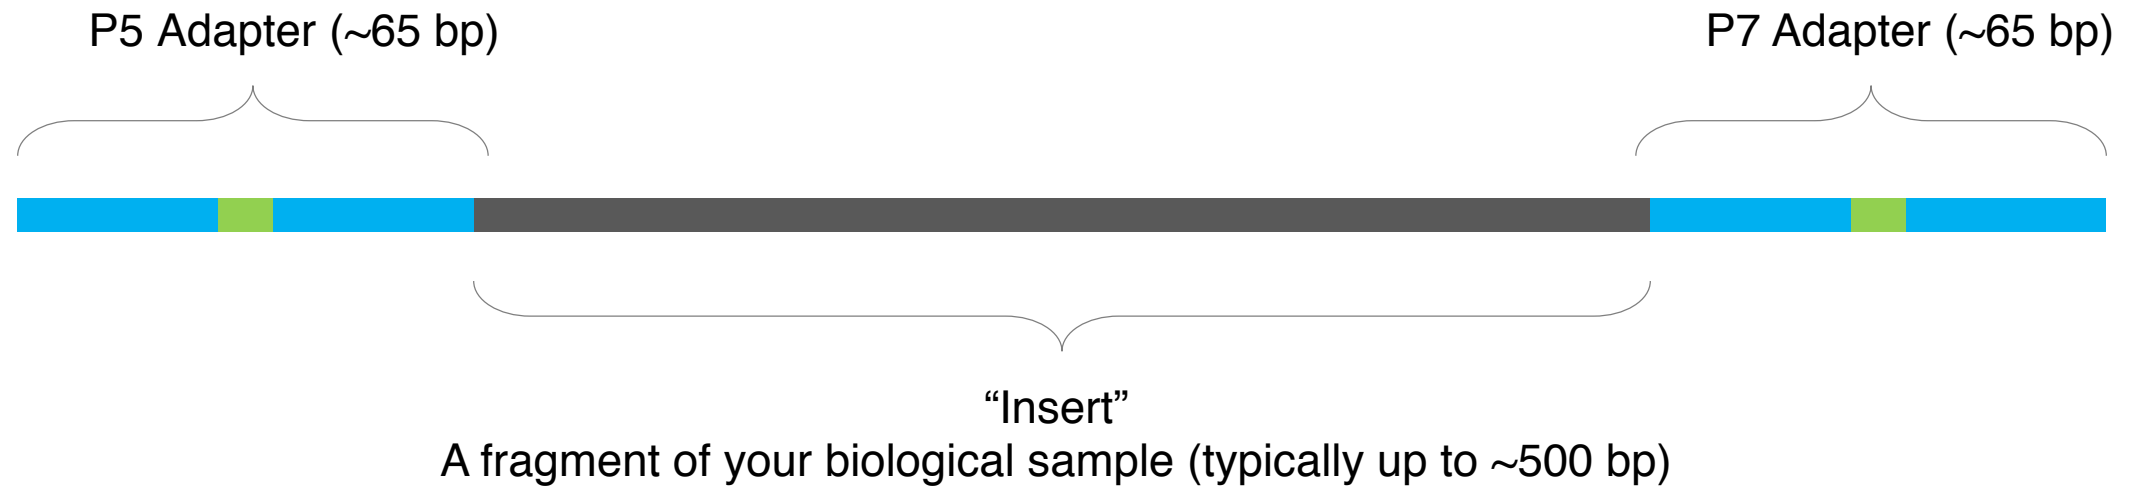 P5 Adapter (~65 bp)
P7 Adapter (~65 bp)
“Insert”
A fragment of your biological sample (typically up to ~500 bp)